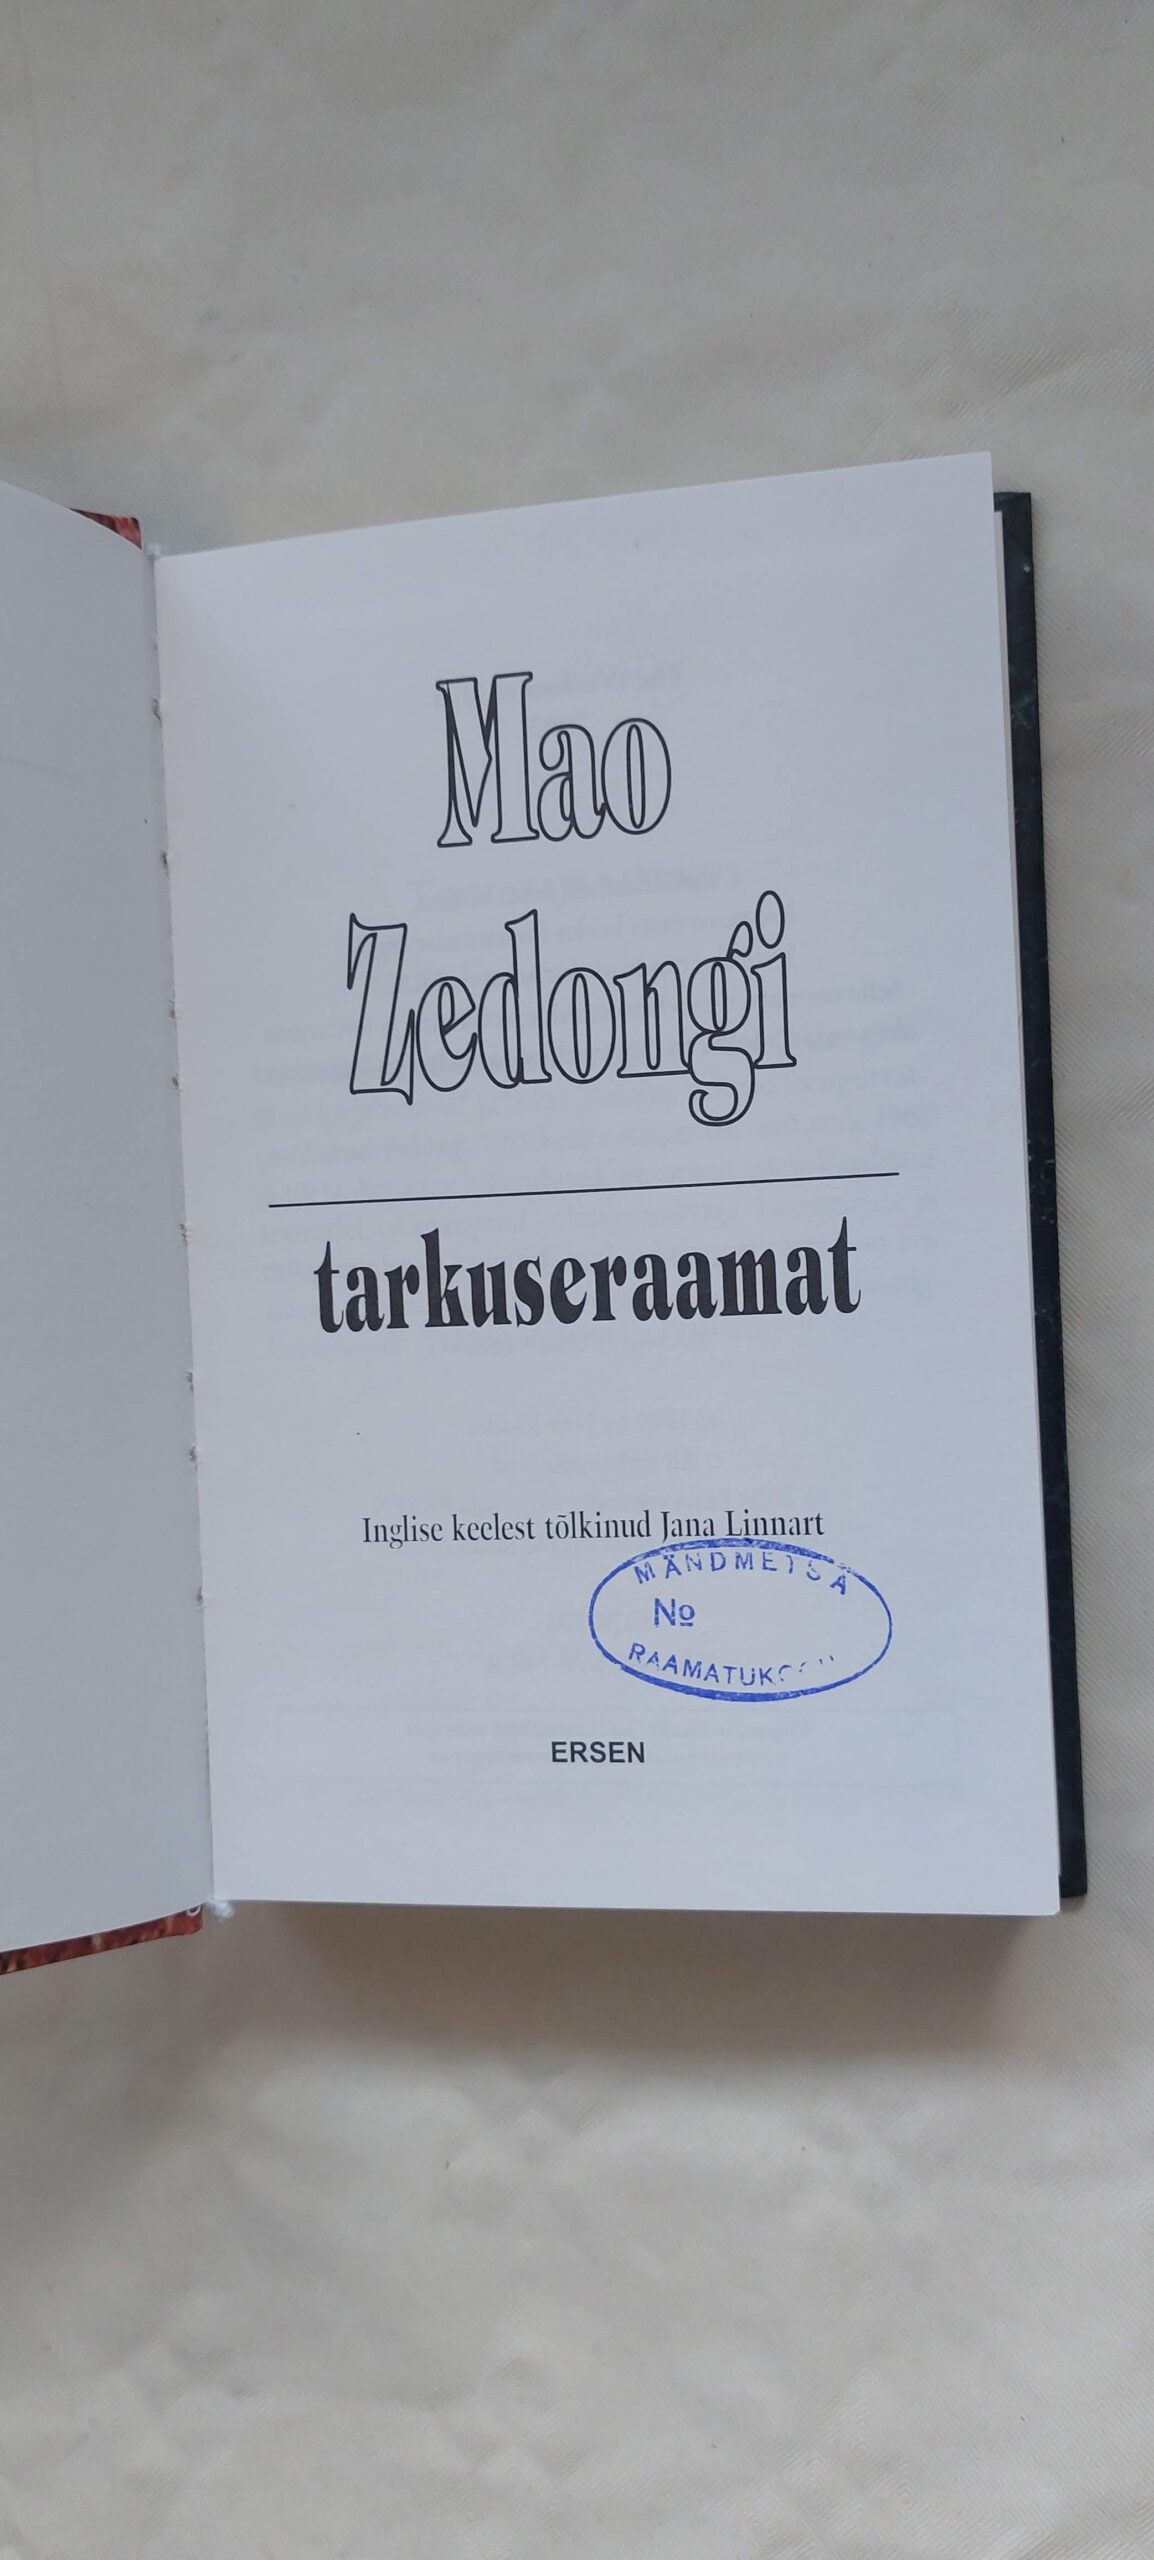 Mao
Zedongi
tarkuseraamat
Inglise keelest tõlkinud Jana Linnart
MÄNDMETSA
No
ERSEN